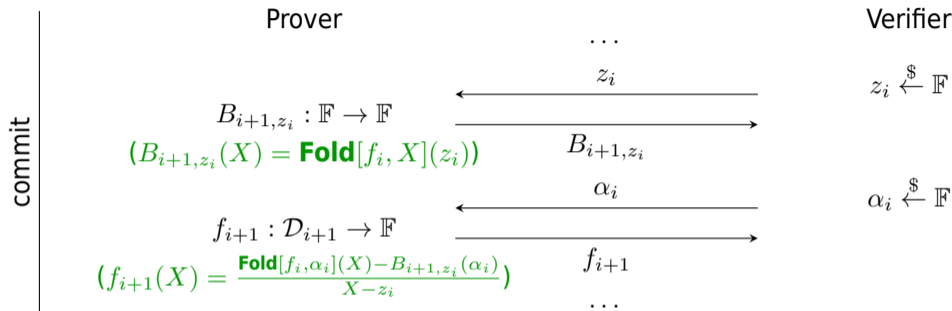 Prover Verifier
...
z_i
z_i ←$ 𝔽
B_{i+1,z_i} : 𝔽 → 𝔽
(B_{i+1,z_i}(X) = Fold[f_i, X](z_i))
B_{i+1,z_i}
commit
α_i
α_i ←$ 𝔽
f_{i+1} : 𝒟_{i+1} → 𝔽
f_{i+1}
(f_{i+1}(X) = \frac{Fold[f_i,α_i](X)−B_{i+1,z_i}(α_i)}{X−z_i})
...